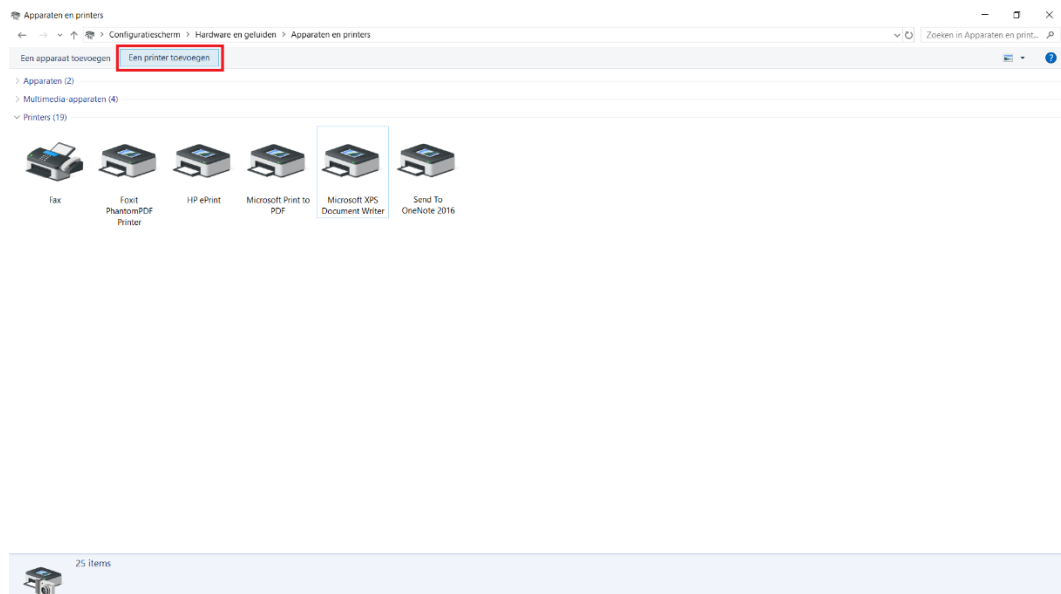 Apparaten en printers
Configuratiescherm > Hardware en geluiden > Apparaten en printers
Zoeken in Apparaten en print...
Een apparaat toevoegen
Een printer toevoegen
Apparaten (2)
Multimedia-apparaten (4)
Printers (19)
Fax
Foxit
PhantomPDF
Printer
HP ePrint
Microsoft Print to
PDF
Microsoft XPS
Document Writer
Send To
OneNote 2016
25 items